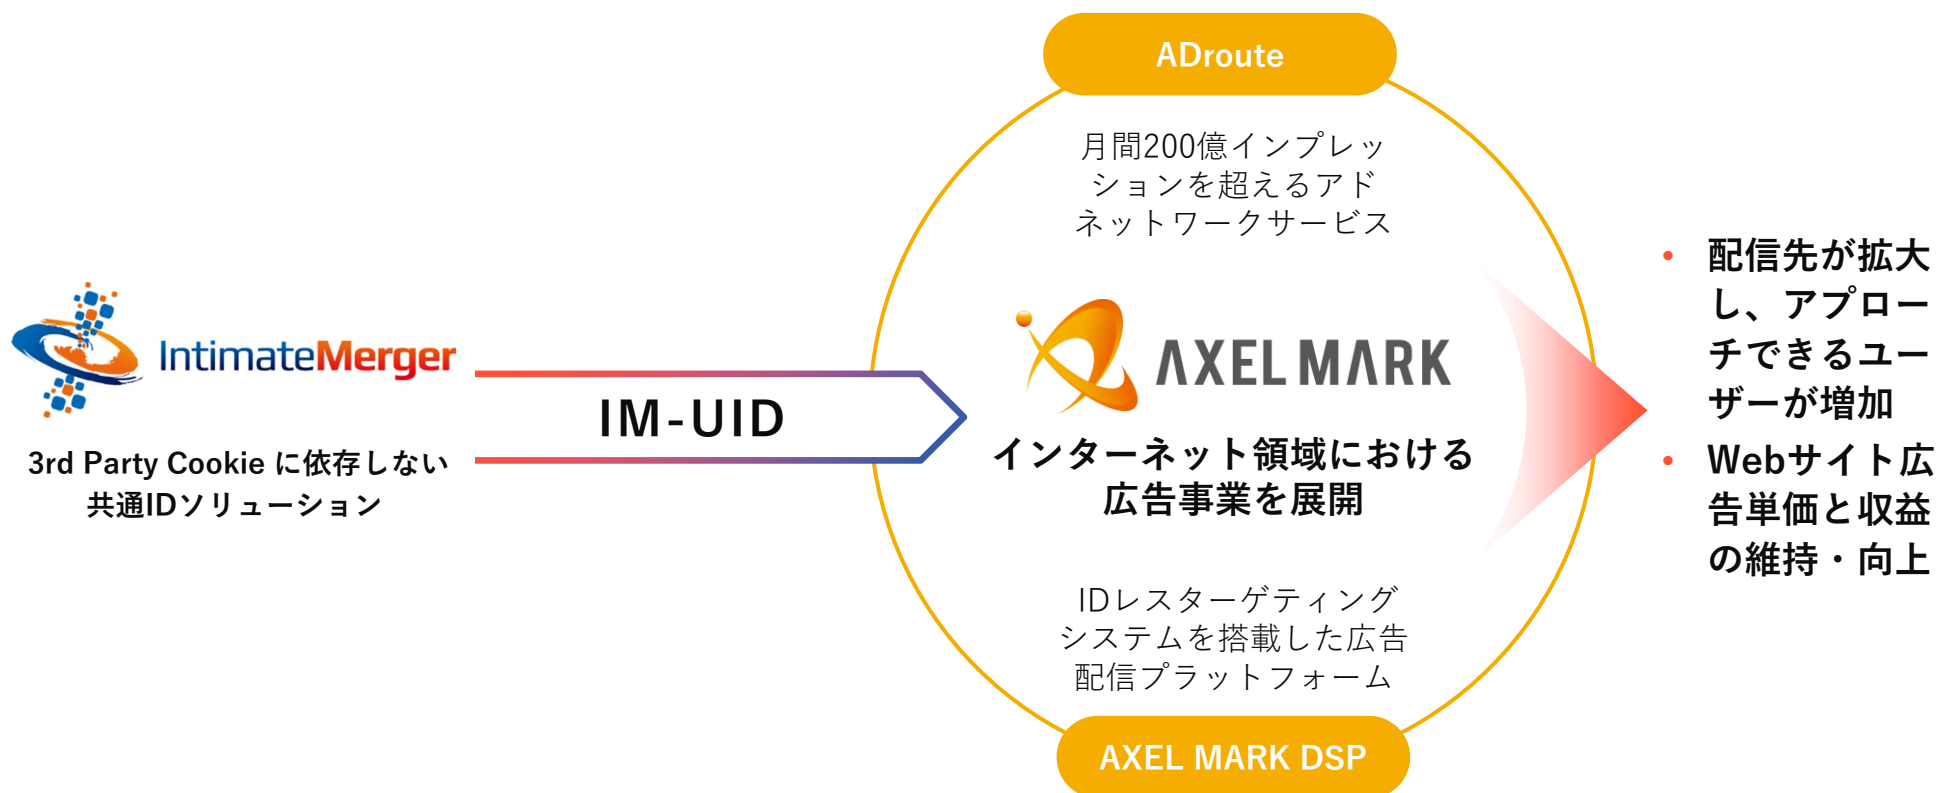 ADroute
月間200億インプレッ
ションを超えるアド
ネットワークサービス
IntimateMerger
3rd Party Cookie に依存しない
共通IDソリューション
IM-UID
AXEL MARK
インターネット領域における
広告事業を展開
IDレスターゲティング
システムを搭載した広告
配信プラットフォーム
AXEL MARK DSP
• 配信先が拡大
し、アプロー
チできるユー
ザーが増加
• Webサイト広
告単価と収益
の維持・向上